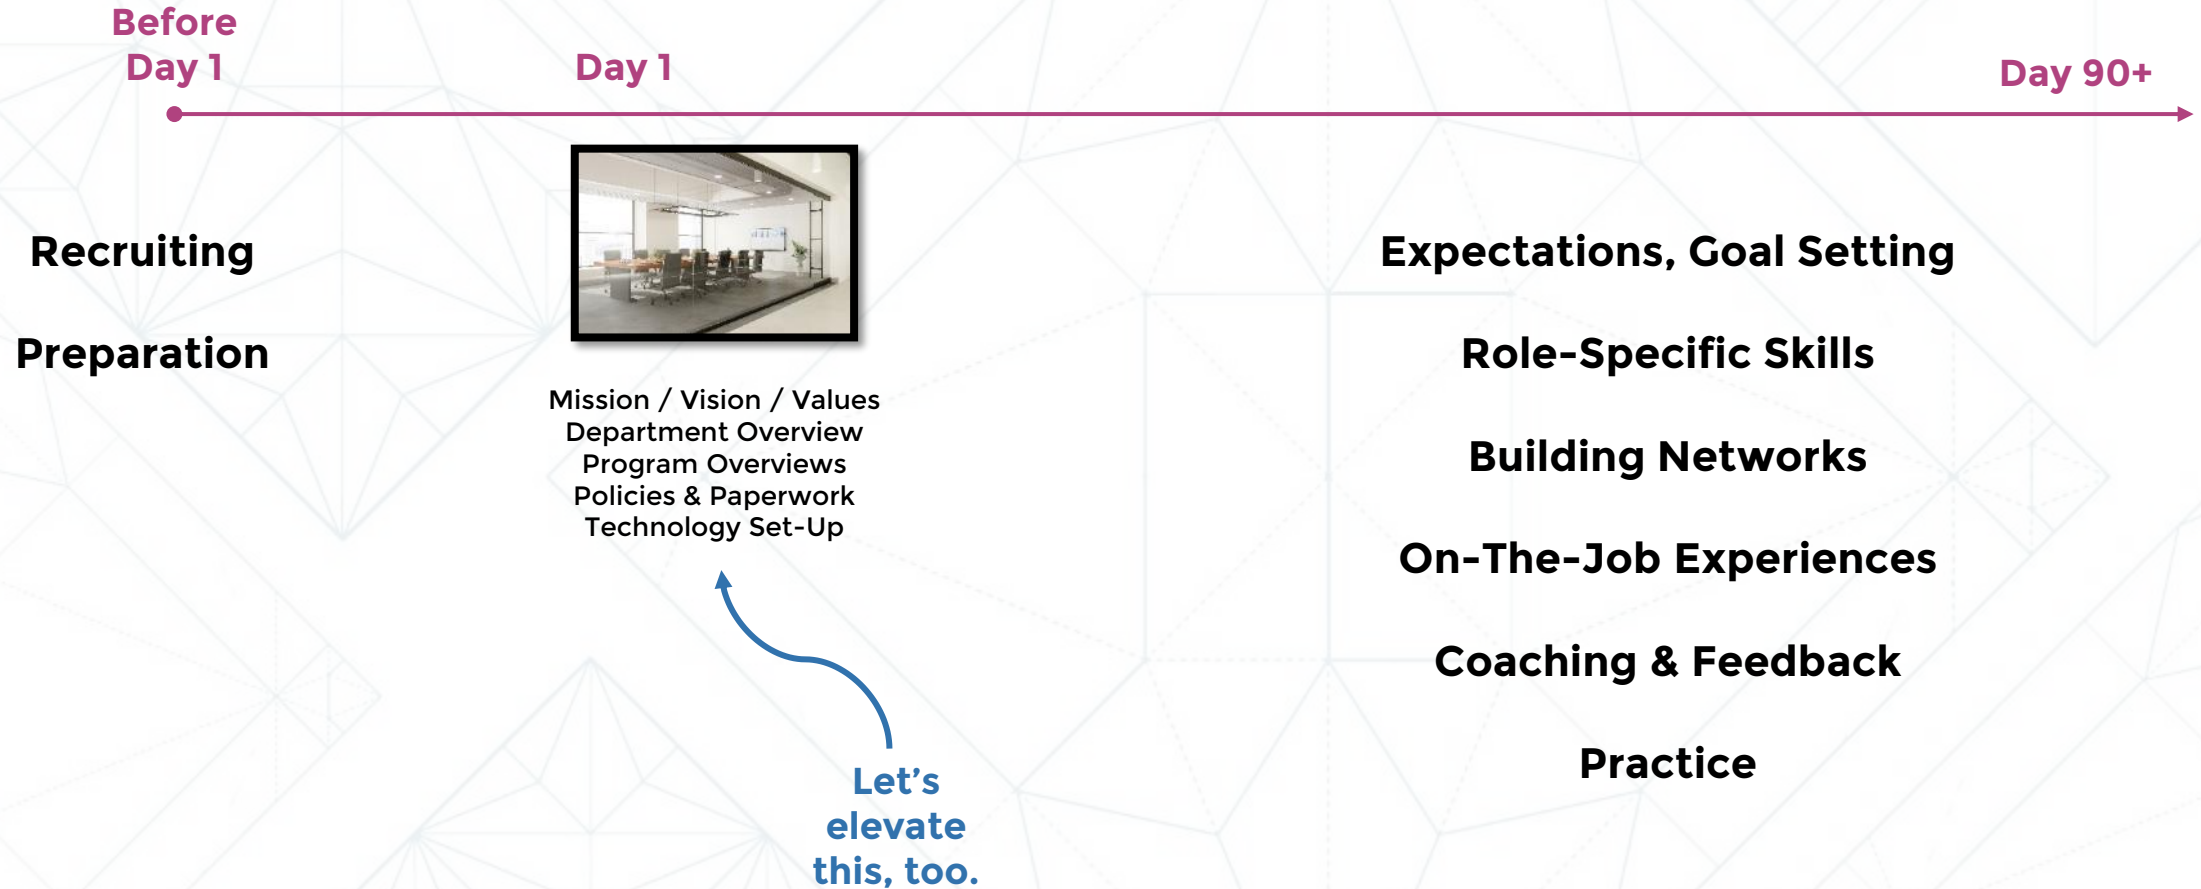 Before
Day 1
Day 1
Day 90+
Recruiting
Preparation
Mission / Vision / Values
Department Overview
Program Overviews
Policies & Paperwork
Technology Set-Up
Let’s
elevate
this, too.
Expectations, Goal Setting
Role-Specific Skills
Building Networks
On-The-Job Experiences
Coaching & Feedback
Practice